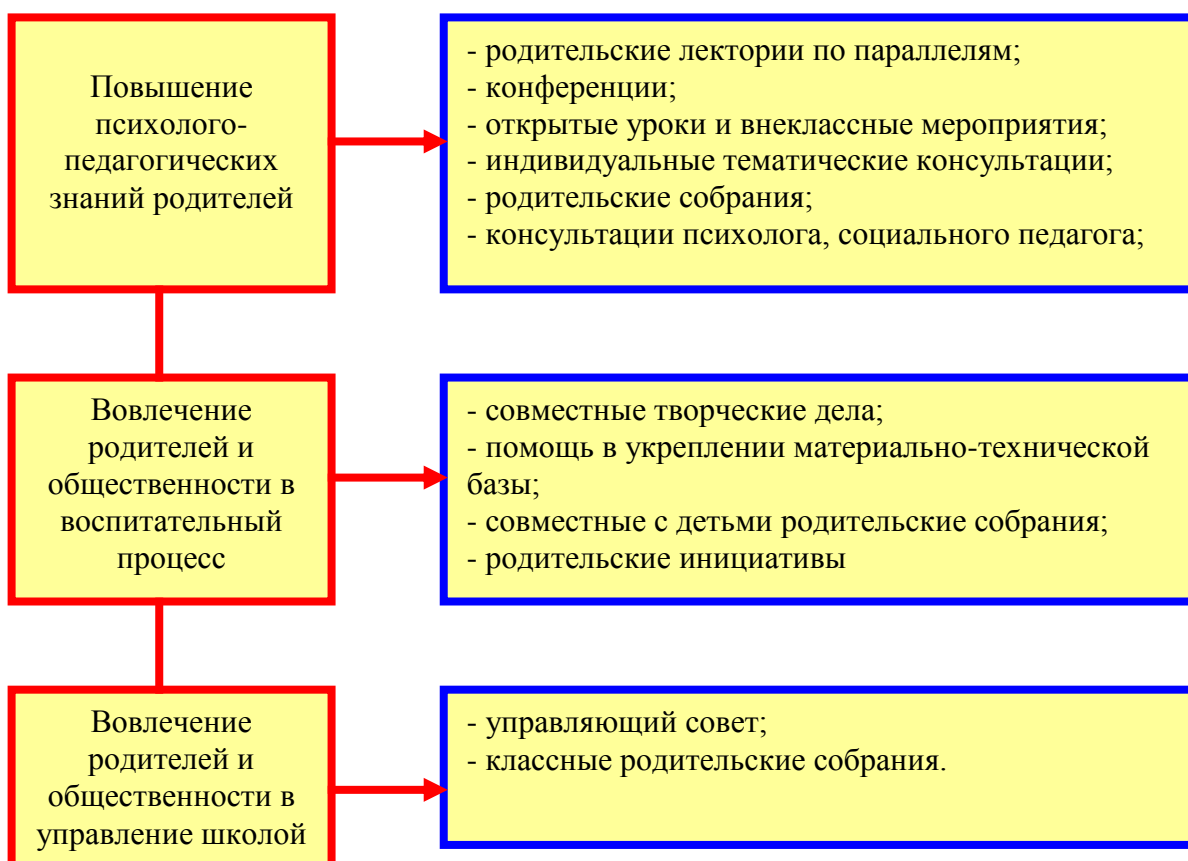 Повышение
психолого-
педагогических
знаний родителей
- родительские лектории по параллелям;
- конференции;
- открытые уроки и внеклассные мероприятия;
- индивидуальные тематические консультации;
- родительские собрания;
- консультации психолога, социального педагога;
Вовлечение
родителей и
общественности в
воспитательный
процесс
- совместные творческие дела;
- помощь в укреплении материально-технической
базы;
- совместные с детьми родительские собрания;
- родительские инициативы
Вовлечение
родителей и
общественности в
управление школой
- управляющий совет;
- классные родительские собрания.